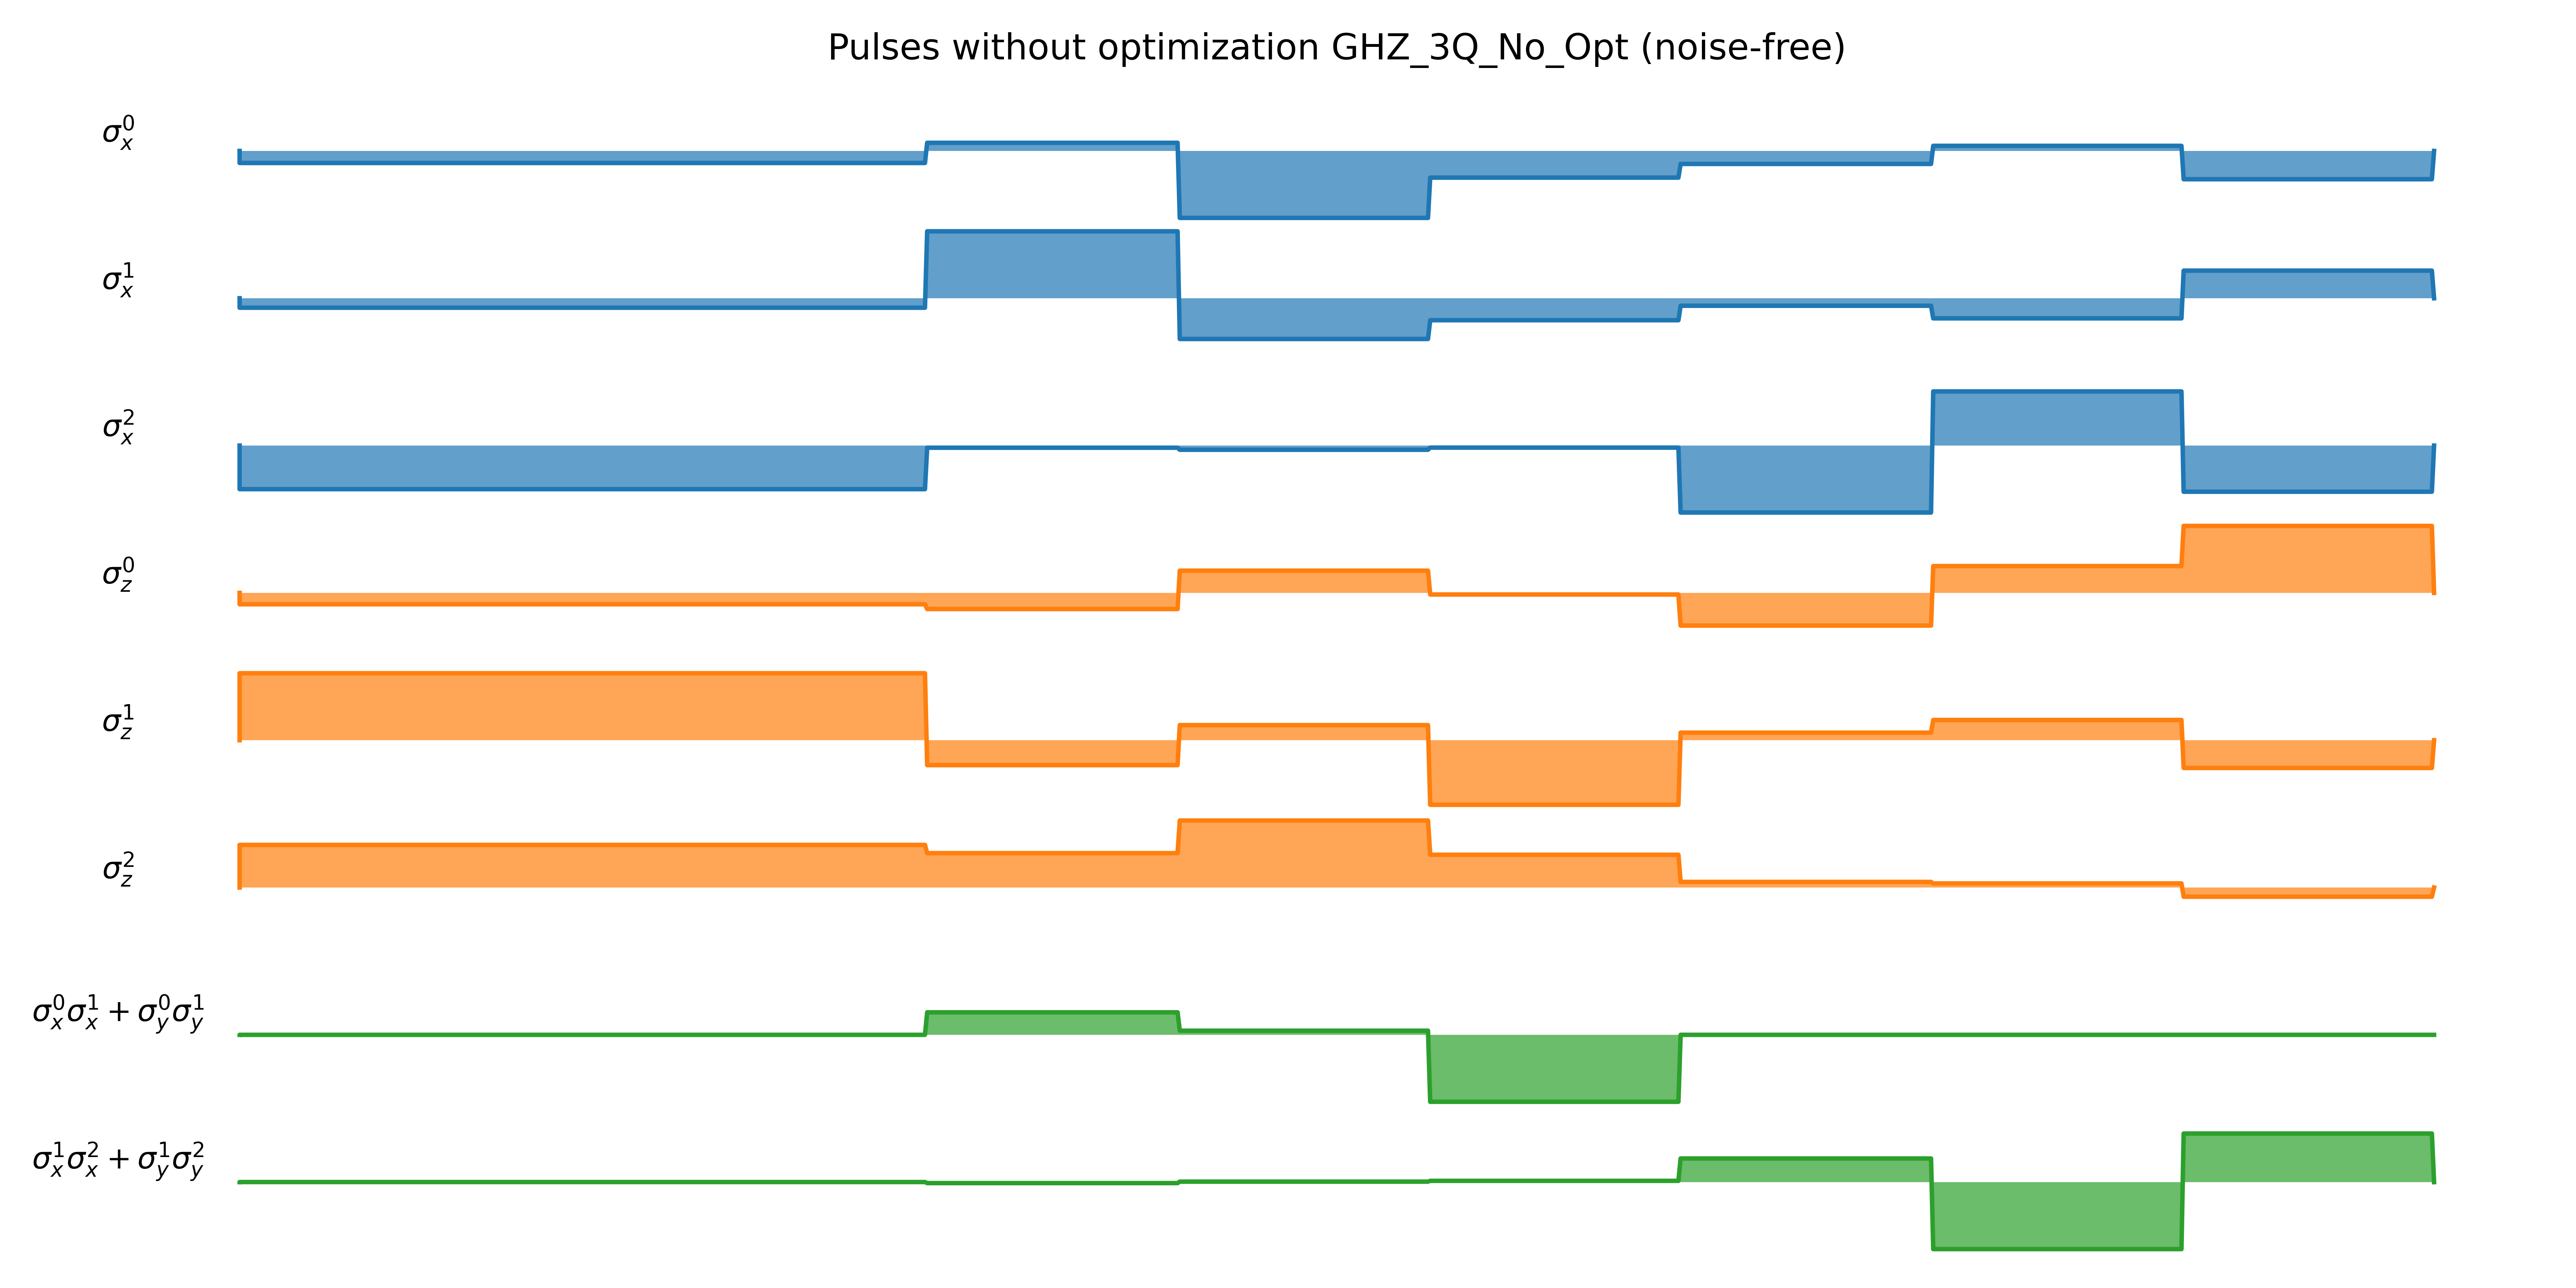 Pulses without optimization GHZ_3Q_No_Opt (noise-free)
σ_x^0
σ_x^1
σ_x^2
σ_z^0
σ_z^1
σ_z^2
σ_x^0σ_x^1 + σ_y^0σ_y^1
σ_x^1σ_x^2 + σ_y^1σ_y^2